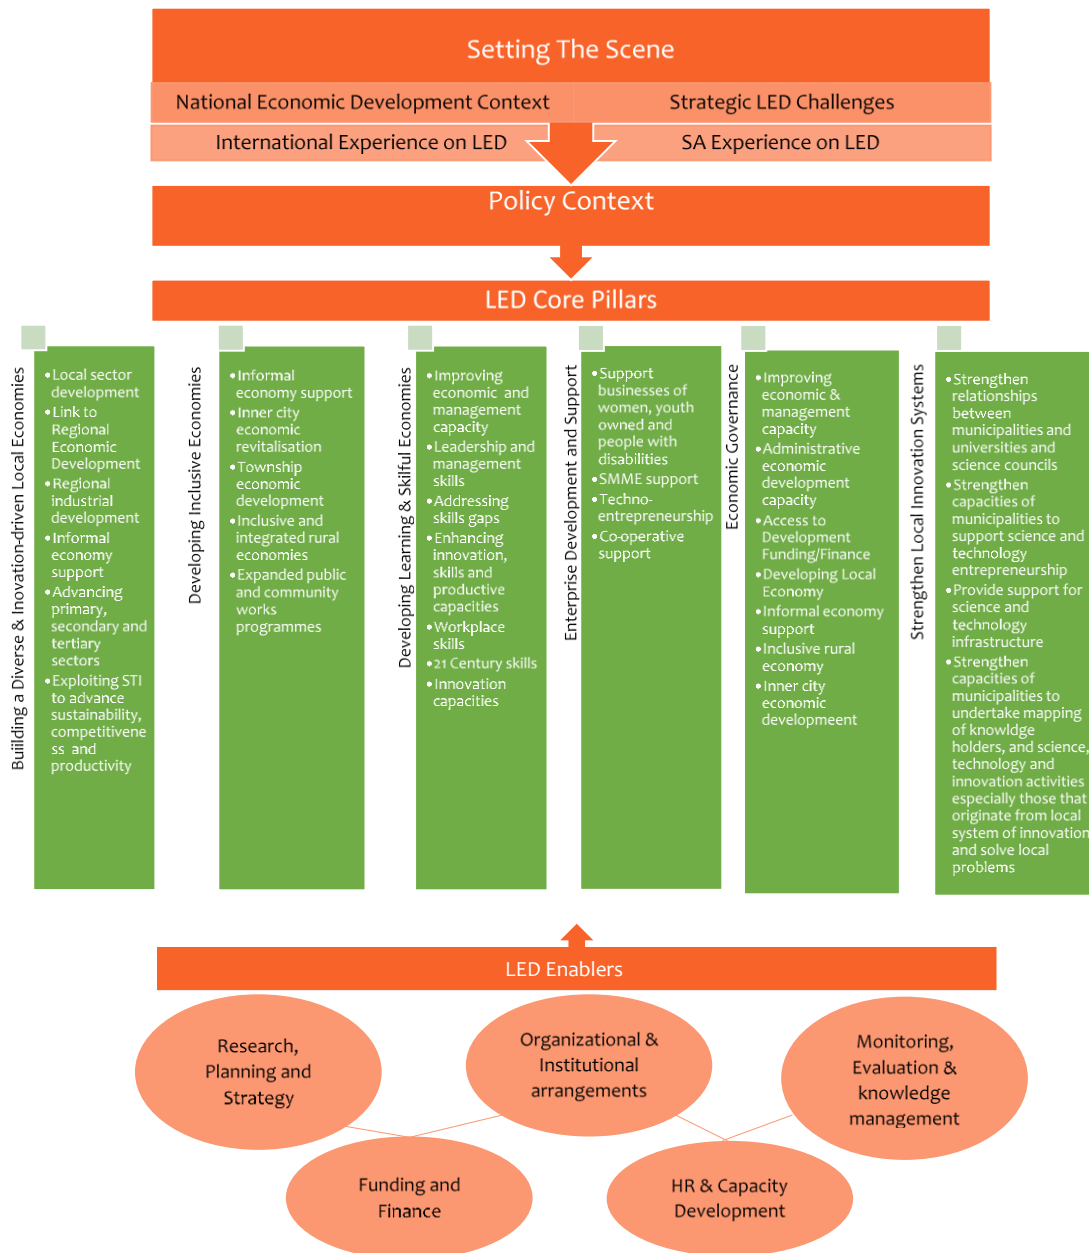 Setting The Scene
National Economic Development Context
Strategic LED Challenges
International Experience on LED
SA Experience on LED
Policy Context
LED Core Pillars
Buiilding a Diverse & Inovation-driven Local Economies
•Local sector
development
•Link to
Regional
Economic
Development
•Regional
industrial
development
•Informal
economy
support
•Advancing
primary,
secondary and
tertiary
sectors
•Exploiting STI
to advance
sustainability,
competitivene
ss and
productivity
Developing Inclusive Economies
•Informal
economy support
•Inner city
economic
revitalisation
•Township
economic
development
•Inclusive and
integrated rural
economies
•Expanded public
and community
works
programmes
Developing Learning & Skilful Economies
•Improving
economic and
management
capacity
•Leadership and
management
skills
•Addressing
skills gaps
•Enhancing
innovation,
skills and
productive
capacities
•Workplace
skills
•21 Century skills
•Innovation
capacities
Enterprise Development and Support
•Support
businesses of
women, youth
owned and
people with
disabilities
•SMME support
•Techno-
entrepreneurship
•Co-operative
support
Economic Governance
•Improving
economic &
management
capacity
•Administrative
economic
development
capacity
•Access to
Development
Funding/Finance
•Developing Local
Economy
•Informal economy
support
•Inclusive rural
economy
•Inner city
economic
developmeent
Strengthen Local Innovation Systems
•Strengthen
relationships
between
municipalities and
universities and
science councils
•Strengthen
capacities of
municipalities to
support science and
technology
entrepreneurship
•Provide support for
science and
technology
infrastructure
•Strengthen
capacities of
municipalities to
undertake mapping
of knowldge
holders, and science,
technology and
innovation activities
especially those that
originate from local
system of innovation
and solve local
problems
LED Enablers
Research,
Planning and
Strategy
Organizational &
Institutional
arrangements
Monitoring,
Evaluation &
knowledge
management
Funding and
Finance
HR & Capacity
Development